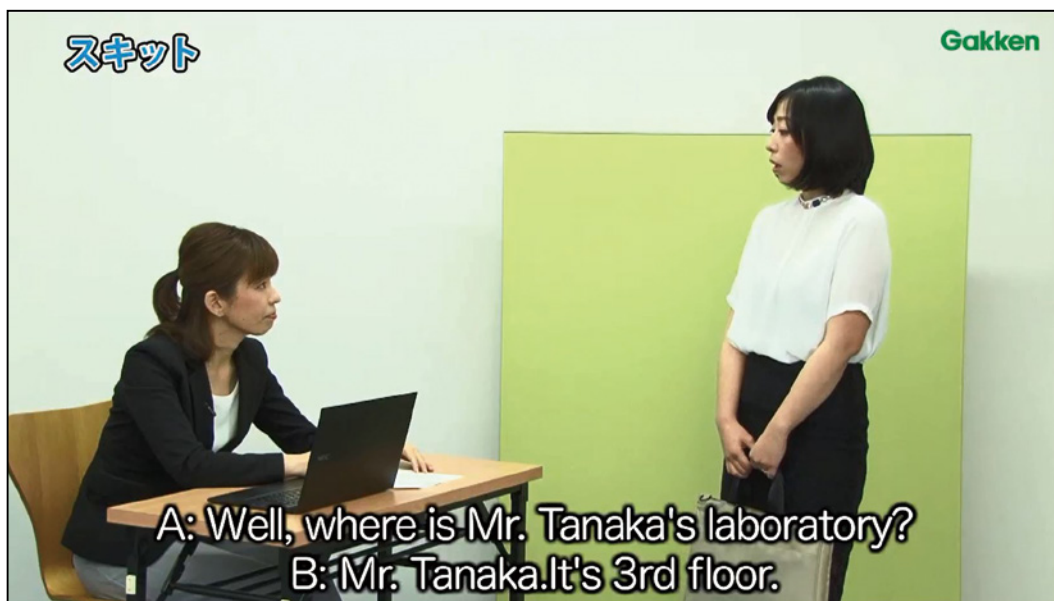 スキット
Gakken
A: Well, where is Mr. Tanaka's laboratory?
B: Mr. Tanaka.It's 3rd floor.